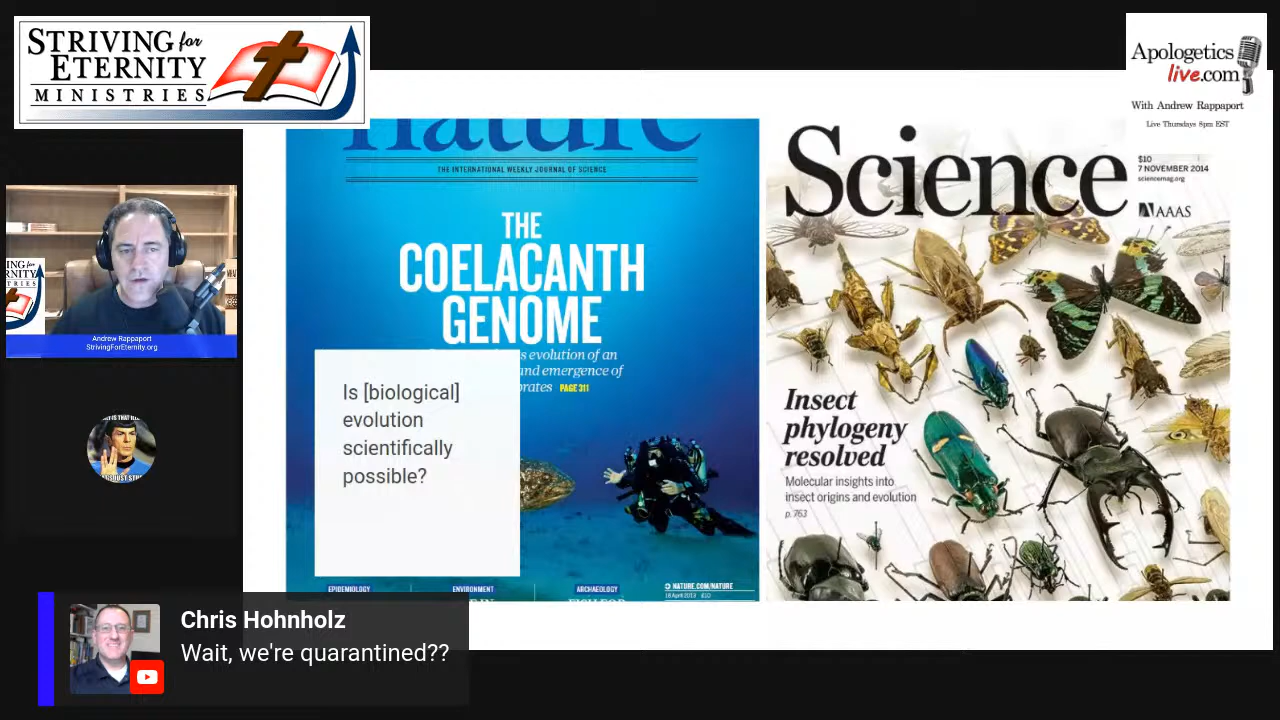 STRIVING for
ETERNITY
MINISTRIES
Apologetics
live.com
With Andrew Rappaport
Live Thursdays 8pm EST
nature
THE INTERNATIONAL WEEKLY JOURNAL OF SCIENCE
THE
COELACANTH
GENOME
s evolution of an
and emergence of
brates PAGE 311
Is [biological]
evolution
scientifically
possible?
EPIDEMIOLOGY
ENVIRONMENT
ARCHAEOLOGY
NATURE.COM/NATURE
18 April 2013 £10
Science
$10
7 NOVEMBER 2014
sciencemag.org
AAAS
Insect
phylogeny
resolved
Molecular insights into
insect origins and evolution
p. 763
Andrew Rappaport
StrivingForEternity.org
Chris Hohnholz
Wait, we're quarantined??